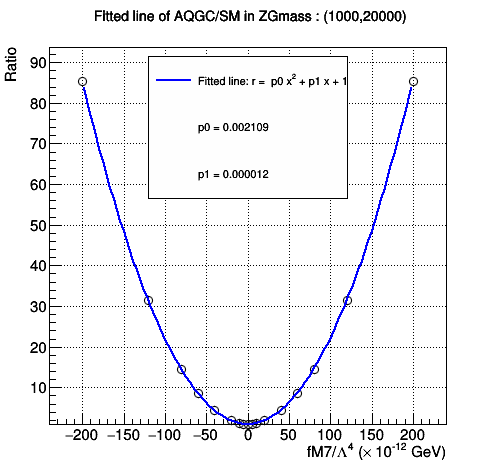 FItted line of AQGC/SM in ZGmass : (1000,20000)
Ratio
90
80
70
60
50
40
30
20
10
Fitted line: r = p0 x² + p1 x + 1
p0 = 0.002109
p1 = 0.000012
−200 −150 −100 −50 0 50 100 150 200
fM7/Λ⁴ (× 10⁻¹² GeV)